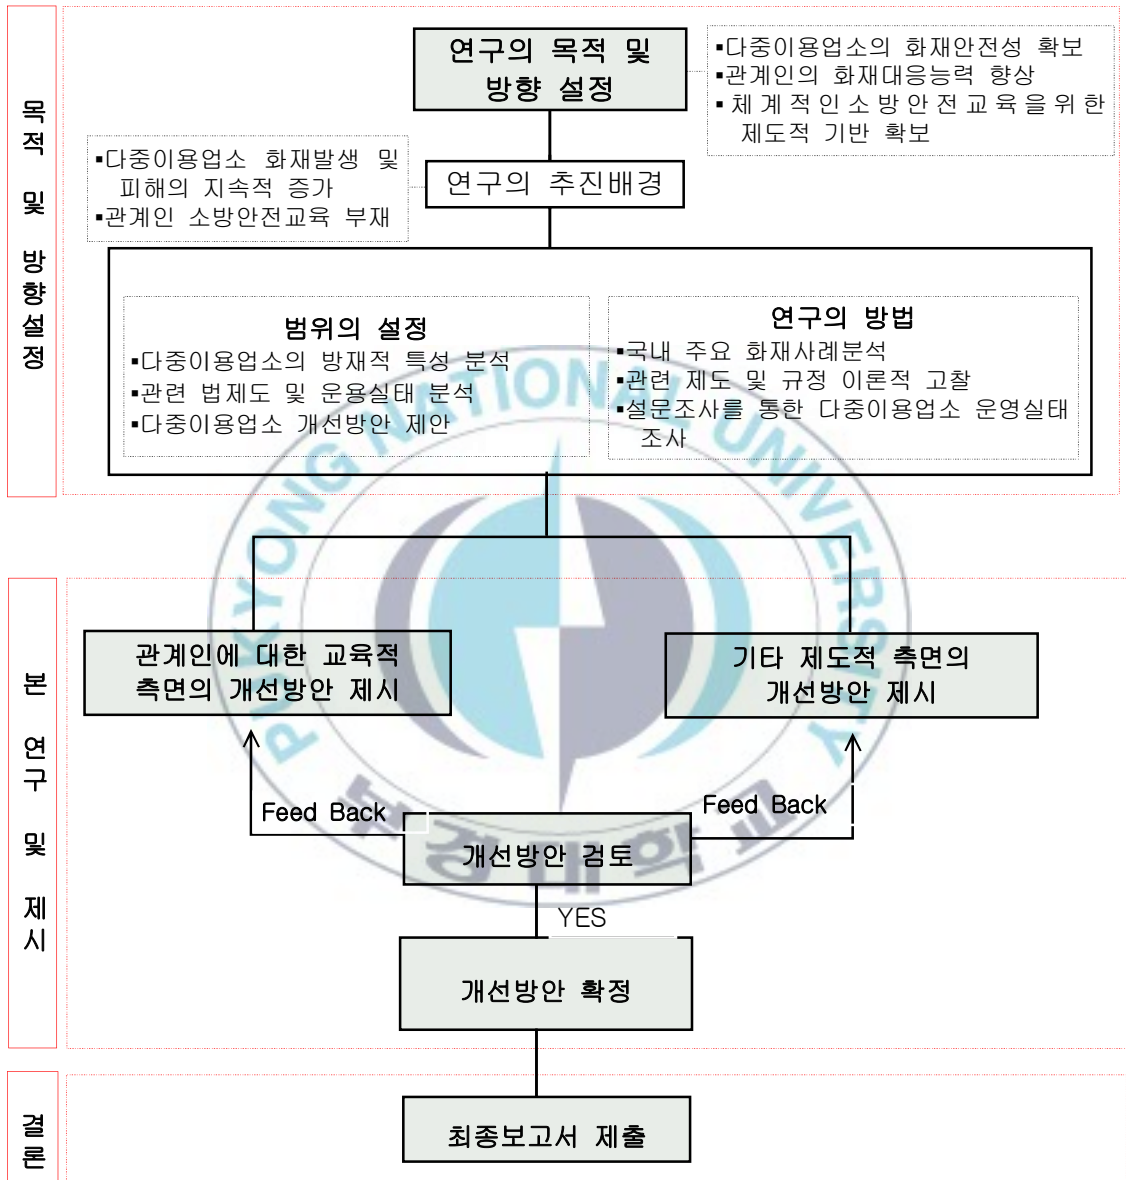 목적 및 방향설정
연구의 목적 및
방향 설정
▪다중이용업소의 화재안전성 확보
▪관계인의 화재대응능력 향상
▪체계적인소방안전교육을위한
제도적 기반 확보
▪다중이용업소 화재발생 및
피해의 지속적 증가
▪관계인 소방안전교육 부재
연구의 추진배경
범위의 설정
▪다중이용업소의 방재적 특성 분석
▪관련 법제도 및 운용실태 분석
▪다중이용업소 개선방안 제안
연구의 방법
▪국내 주요 화재사례분석
▪관련 제도 및 규정 이론적 고찰
▪설문조사를 통한 다중이용업소 운영실태
조사
PUKYONG NATIONAL UNIVERSITY
부경대학교
본 연구 및 제시
관계인에 대한 교육적
측면의 개선방안 제시
기타 제도적 측면의
개선방안 제시
Feed Back
Feed Back
개선방안 검토
YES
개선방안 확정
결론
최종보고서 제출